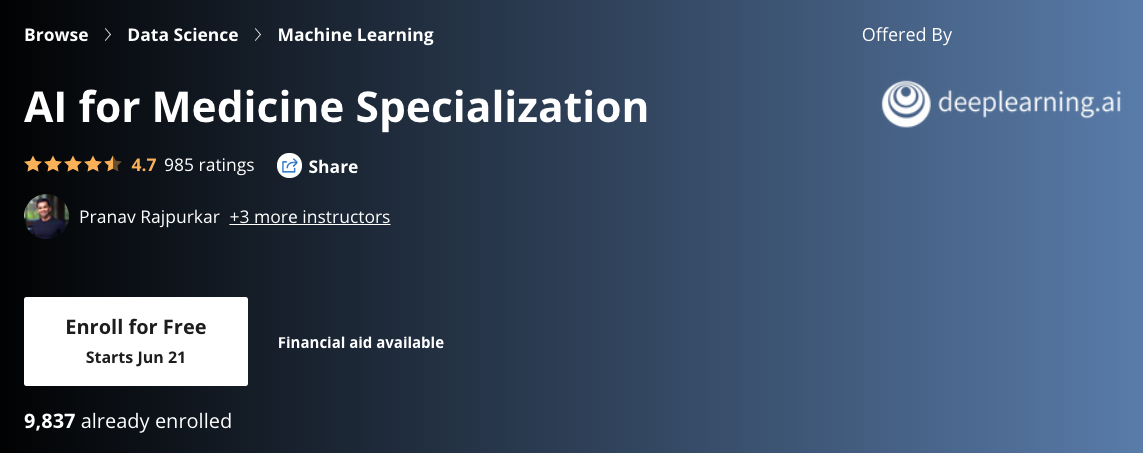 Browse > Data Science > Machine Learning
Offered By
AI for Medicine Specialization
deeplearning.ai
4.7 985 ratings Share
Pranav Rajpurkar +3 more instructors
Enroll for Free
Starts Jun 21
Financial aid available
9,837 already enrolled